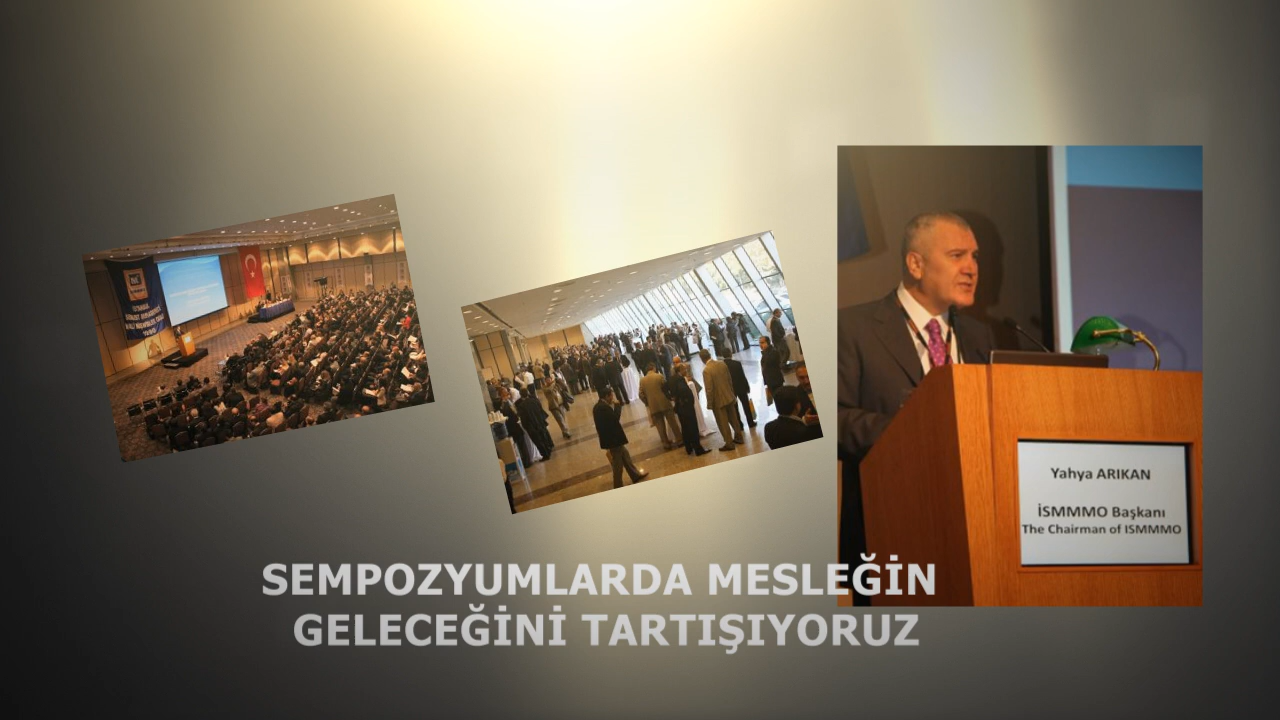 Yahya ARIKAN
İSMMMO Başkanı
The Chairman of ISMMMO
SEMPOZYUMLARDA MESLEĞİN
GELECEĞİNİ TARTIŞIYORUZ